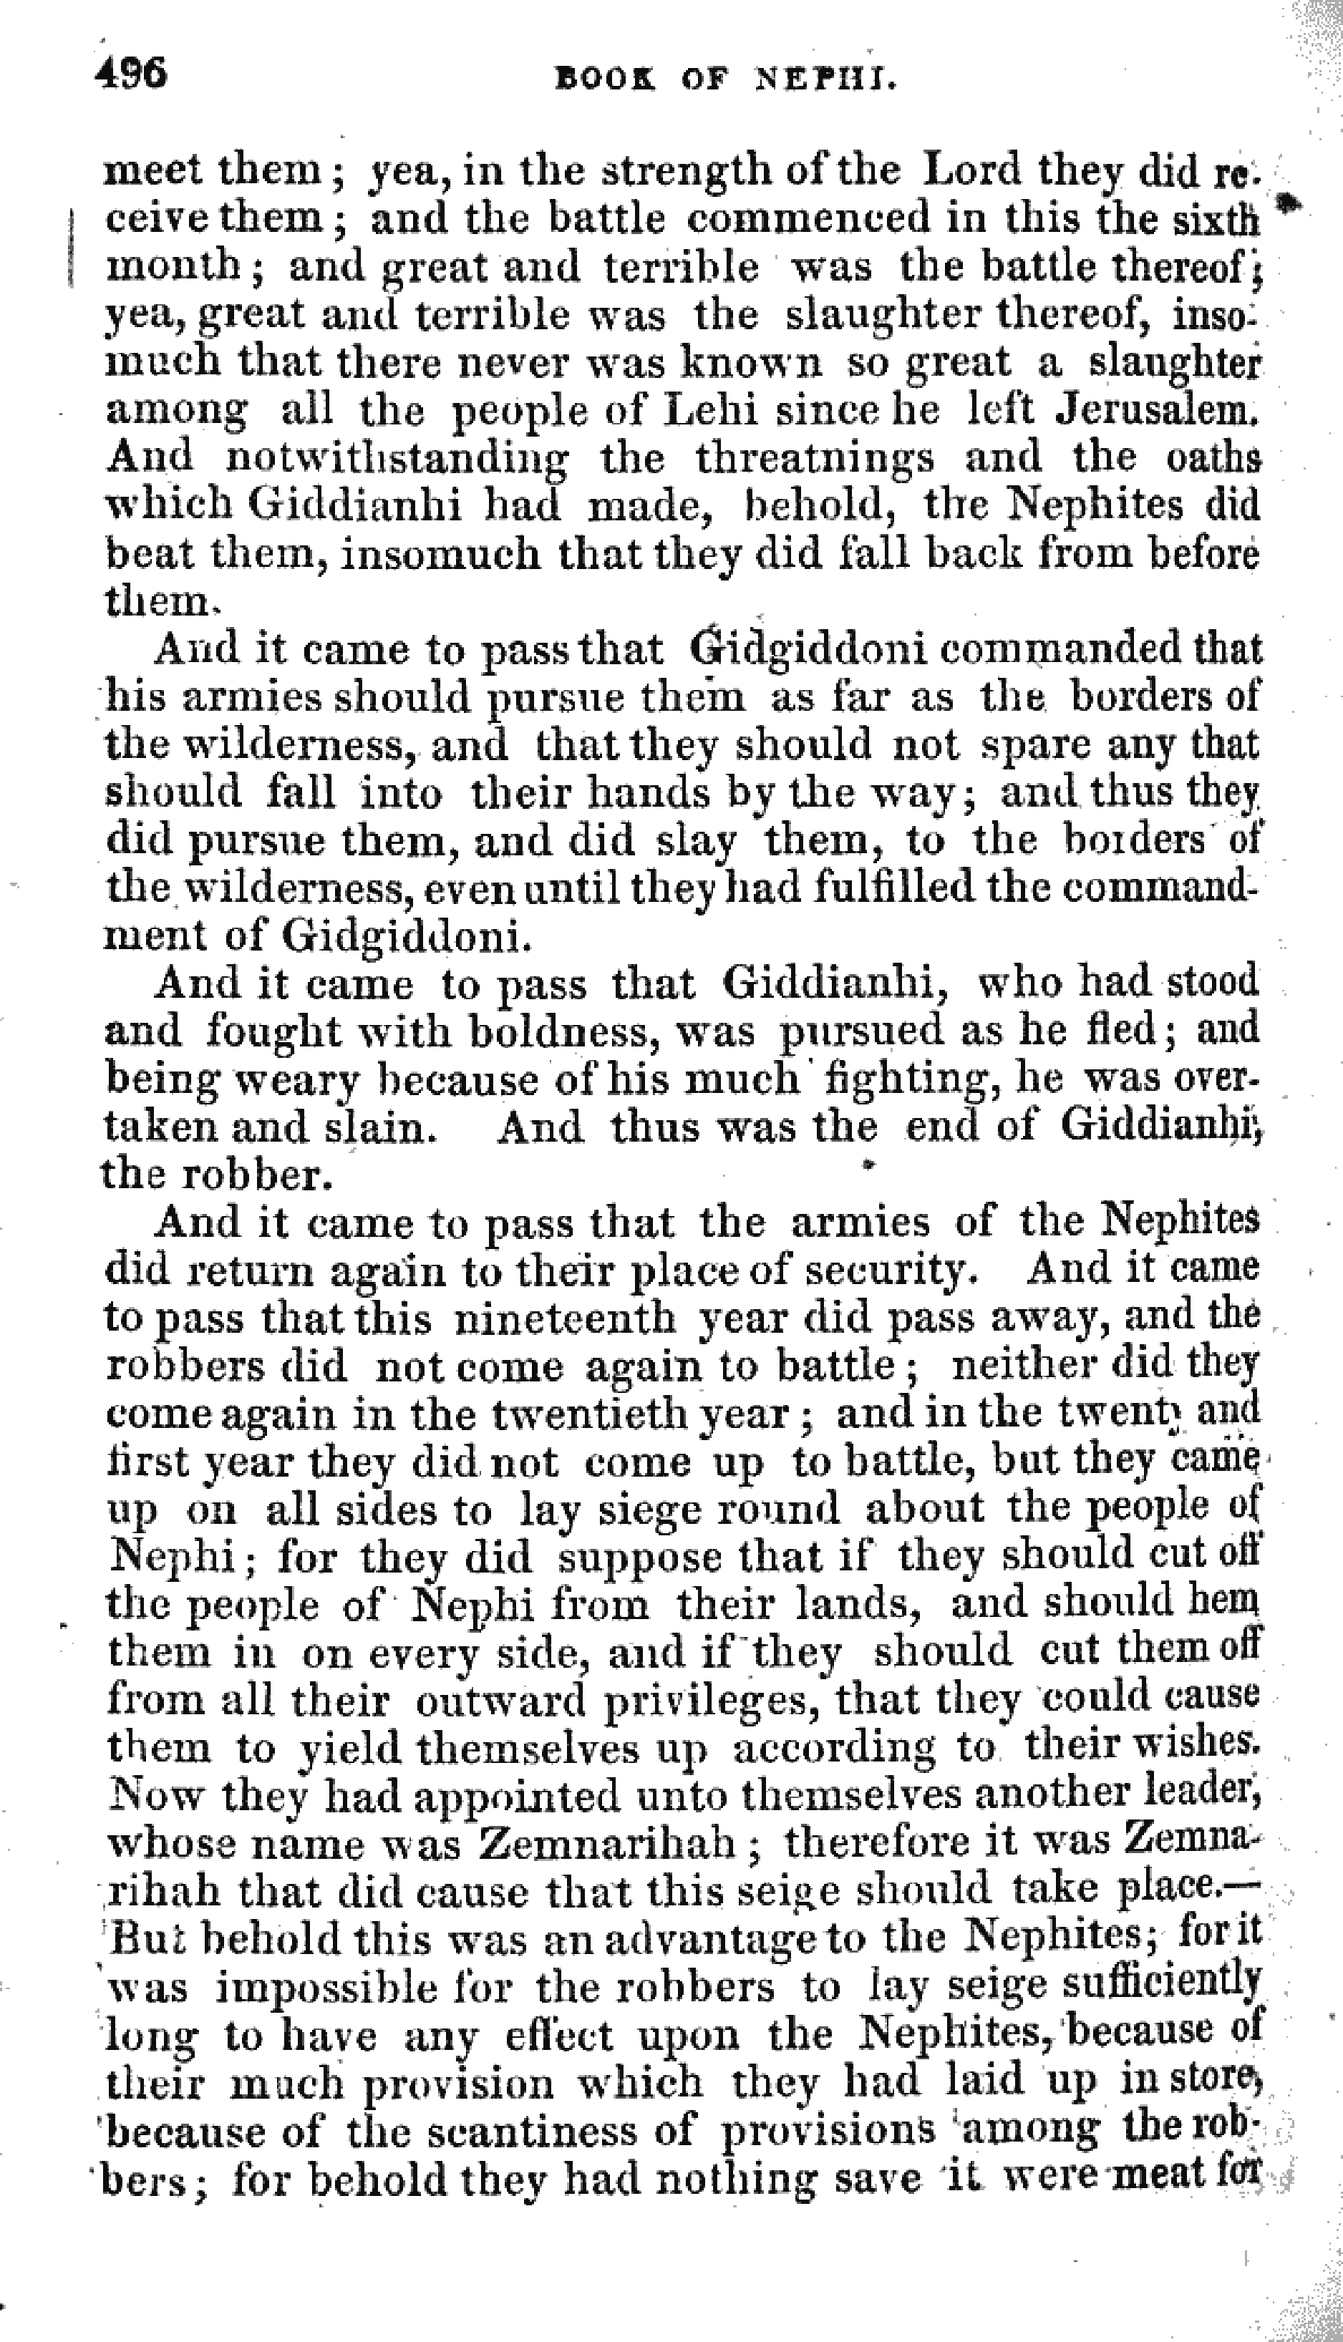 496 BOOK OF NEPHI.
meet them; yea, in the strength of the Lord they did re-
ceive them; and the battle commenced in this the sixth
month; and great and terrible was the battle thereof;
yea, great and terrible was the slaughter thereof, inso-
much that there never was known so great a slaughter
among all the people of Lehi since he left Jerusalem.
And notwithstanding the threatnings and the oaths
which Giddianhi had made, behold, the Nephites did
beat them, insomuch that they did fall back from before
them.
And it came to pass that Gidgiddoni commanded that
his armies should pursue them as far as the borders of
the wilderness, and that they should not spare any that
should fall into their hands by the way; and thus they
did pursue them, and did slay them, to the borders of
the wilderness, even until they had fulfilled the command-
ment of Gidgiddoni.
And it came to pass that Giddianhi, who had stood
and fought with boldness, was pursued as he fled; and
being weary because of his much fighting, he was over-
taken and slain. And thus was the end of Giddianhi,
the robber.
And it came to pass that the armies of the Nephites
did return again to their place of security. And it came
to pass that this nineteenth year did pass away, and the
robbers did not come again to battle; neither did they
come again in the twentieth year; and in the twenty and
first year they did not come up to battle, but they came
up on all sides to lay siege round about the people of
Nephi; for they did suppose that if they should cut off
the people of Nephi from their lands, and should hem
them in on every side, and if they should cut them off
from all their outward privileges, that they could cause
them to yield themselves up according to their wishes.
Now they had appointed unto themselves another leader,
whose name was Zemnarihah; therefore it was Zemna-
rihah that did cause that this seige should take place.—
But behold this was an advantage to the Nephites; for it
was impossible for the robbers to lay seige sufficiently
long to have any effect upon the Nephites, because of
their much provision which they had laid up in store,
because of the scantiness of provisions among the rob-
bers; for behold they had nothing save it were meat for